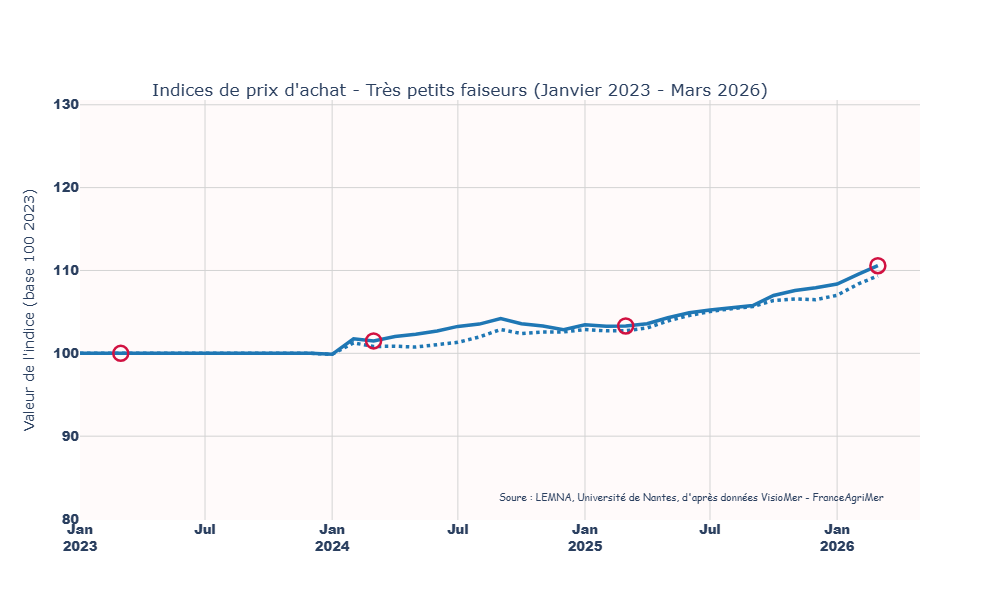 Indices de prix d'achat - Très petits faiseurs (Janvier 2023 - Mars 2026)
Valeur de l'indice (base 100 2023)
130
120
110
100
90
80
Soure : LEMNA, Université de Nantes, d'après données VisioMer - FranceAgriMer
Jan Jul Jan Jul Jan Jul Jan
2023 2024 2025 2026